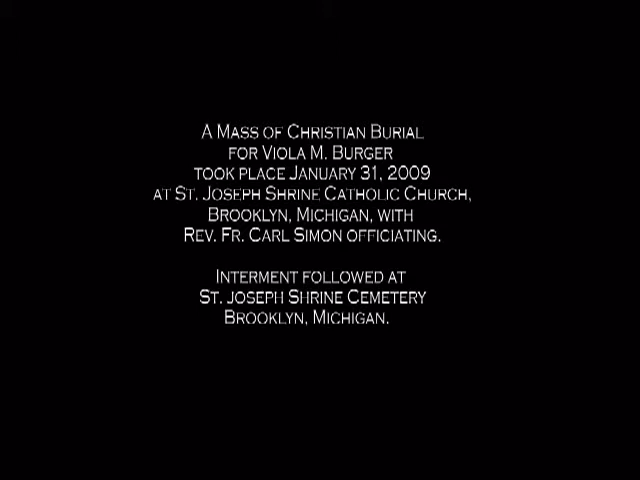 A Mass of Christian Burial
for Viola M. Burger
took place January 31, 2009
at St. Joseph Shrine Catholic Church,
Brooklyn, Michigan, with
Rev. Fr. Carl Simon officiating.
Interment followed at
St. joseph Shrine Cemetery
Brooklyn, Michigan.